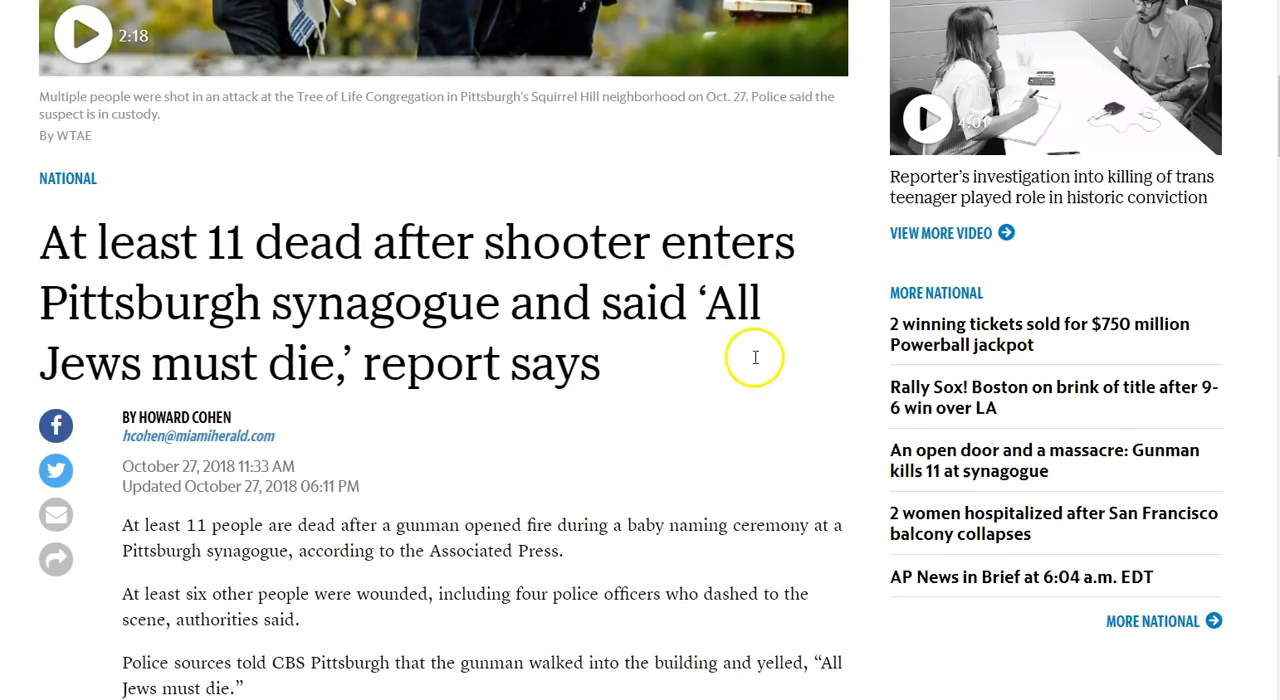 2:18
Multiple people were shot in an attack at the Tree of Life Congregation in Pittsburgh's Squirrel Hill neighborhood on Oct. 27. Police said the
suspect is in custody.
By WTAE
NATIONAL
At least 11 dead after shooter enters
Pittsburgh synagogue and said ‘All
Jews must die,’ report says
BY HOWARD COHEN
hcohen@miamiherald.com
October 27, 2018 11:33 AM
Updated October 27, 2018 06:11 PM
At least 11 people are dead after a gunman opened fire during a baby naming ceremony at a
Pittsburgh synagogue, according to the Associated Press.
At least six other people were wounded, including four police officers who dashed to the
scene, authorities said.
Police sources told CBS Pittsburgh that the gunman walked into the building and yelled, “All
Jews must die.”
4:01
Reporter's investigation into killing of trans
teenager played role in historic conviction
VIEW MORE VIDEO
MORE NATIONAL
2 winning tickets sold for $750 million
Powerball jackpot
Rally Sox! Boston on brink of title after 9-
6 win over LA
An open door and a massacre: Gunman
kills 11 at synagogue
2 women hospitalized after San Francisco
balcony collapses
AP News in Brief at 6:04 a.m. EDT
MORE NATIONAL